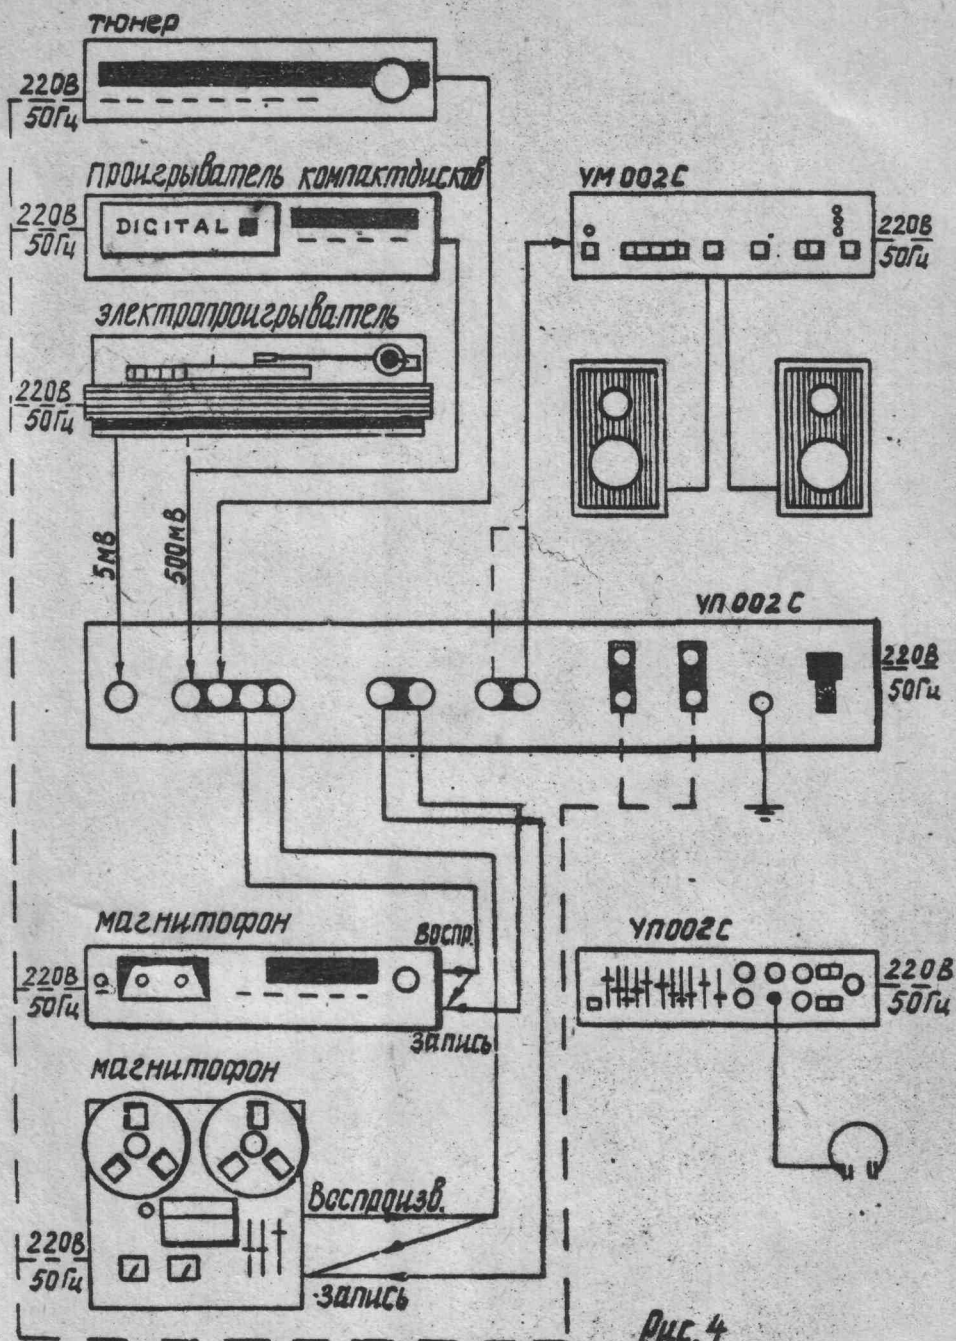 тюнер
220В
50Гц
проигрыватель компактдисков
DIGITAL
220В
50Гц
УМ 002С
220В
50Гц
электропроигрыватель
220В
50Гц
5мВ
500мВ
УП 002С
220В
50Гц
магнитофон
воспр.
220В
50Гц
запись
УП002С
220В
50Гц
магнитофон
Воспроизв.
220В
50Гц
запись
Рис. 4